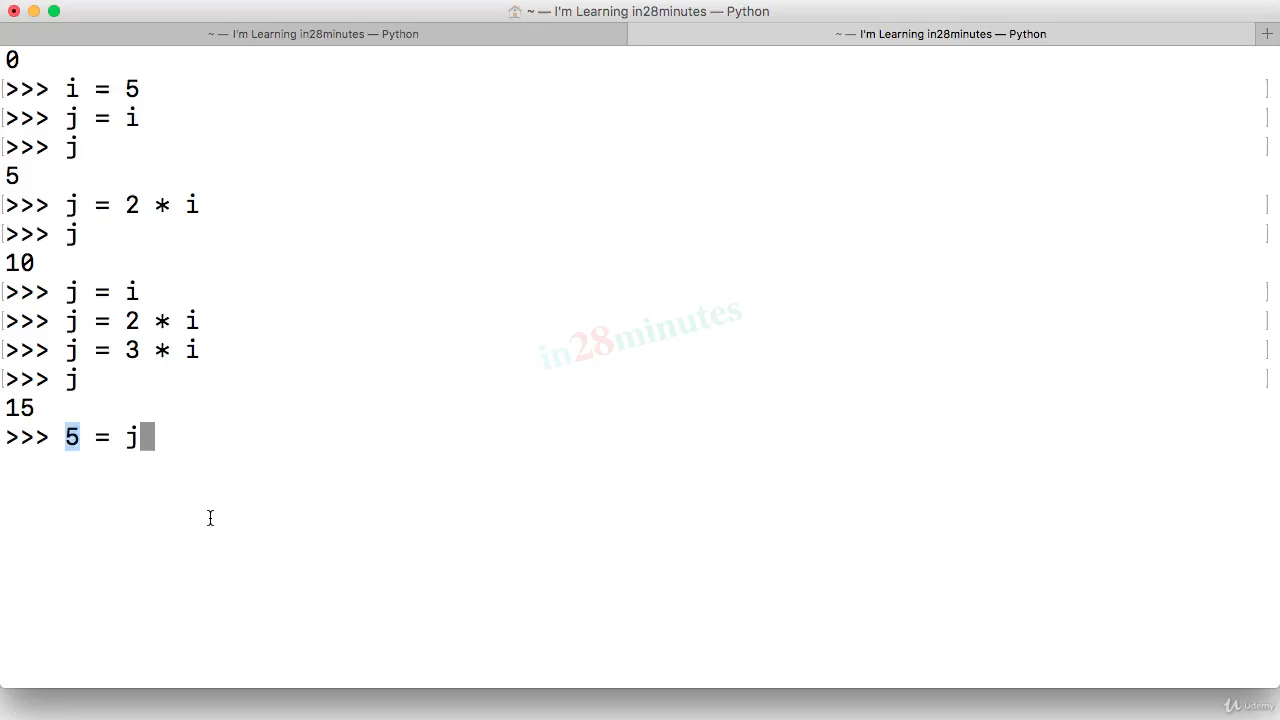 ~ — I'm Learning in28minutes — Python
~ — I'm Learning in28minutes — Python
~ — I'm Learning in28minutes — Python
0
>>> i = 5
>>> j = i
>>> j
5
>>> j = 2 * i
>>> j
10
>>> j = i
>>> j = 2 * i
>>> j = 3 * i
>>> j
15
>>> 5 = j
in28minutes
Udemy